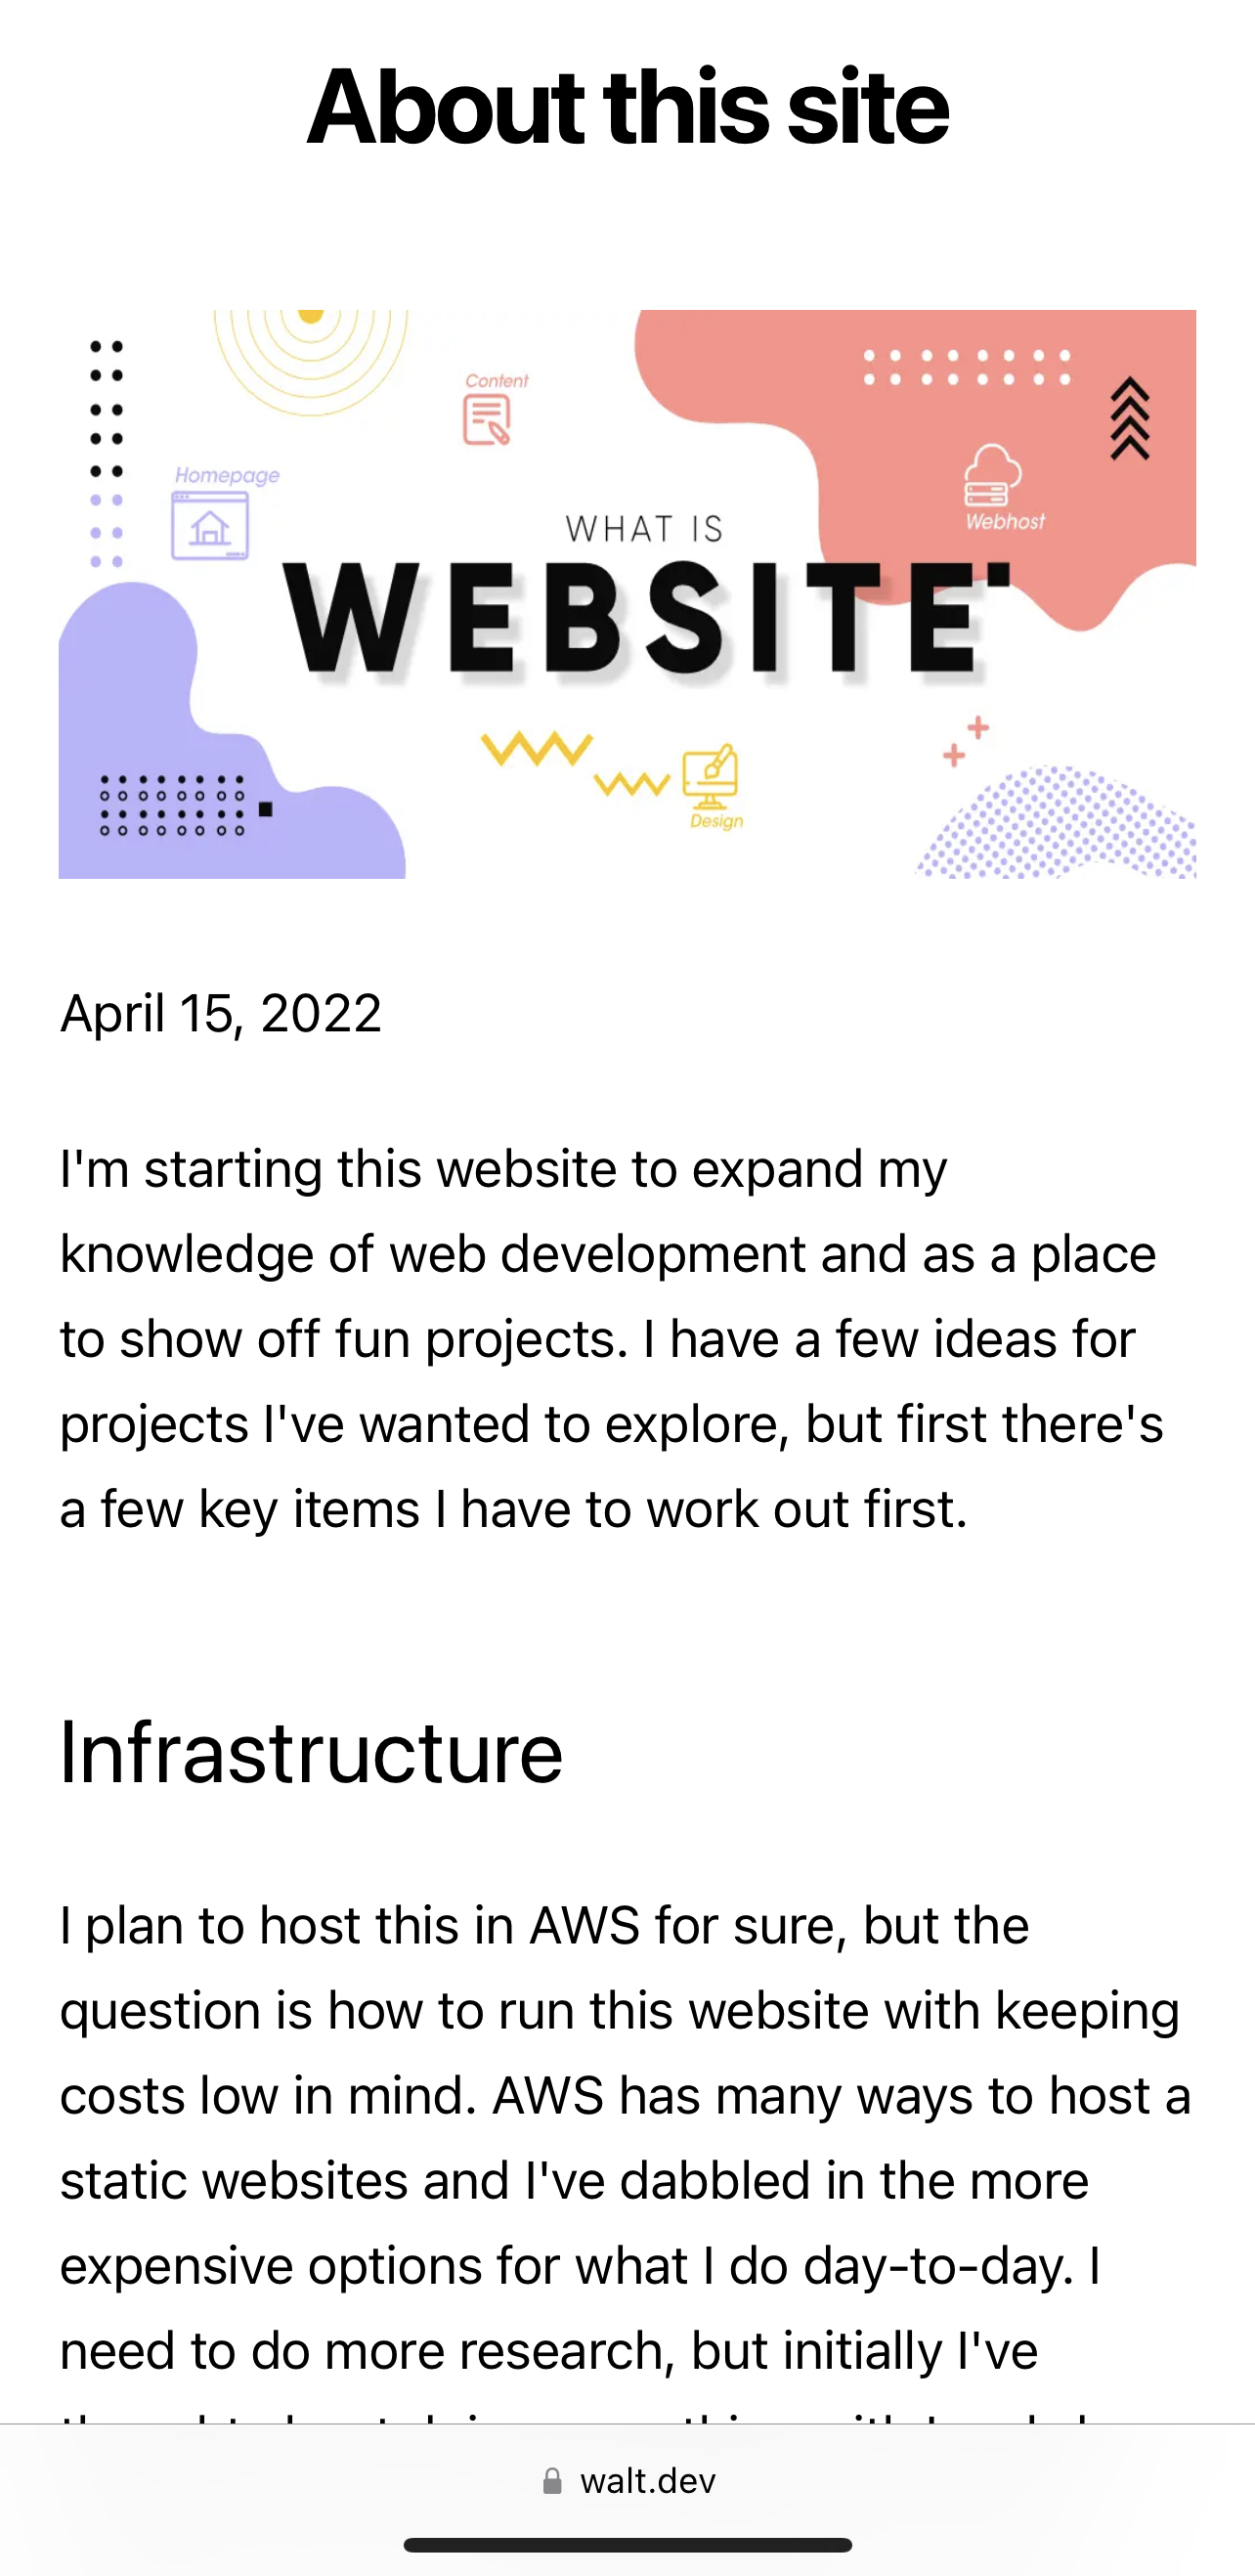 About this site
Content
Homepage
Webhost
WHAT IS
WEBSITE
Design
April 15, 2022
I'm starting this website to expand my
knowledge of web development and as a place
to show off fun projects. I have a few ideas for
projects I've wanted to explore, but first there's
a few key items I have to work out first.
Infrastructure
I plan to host this in AWS for sure, but the
question is how to run this website with keeping
costs low in mind. AWS has many ways to host a
static websites and I've dabbled in the more
expensive options for what I do day-to-day. I
need to do more research, but initially I've
walt.dev